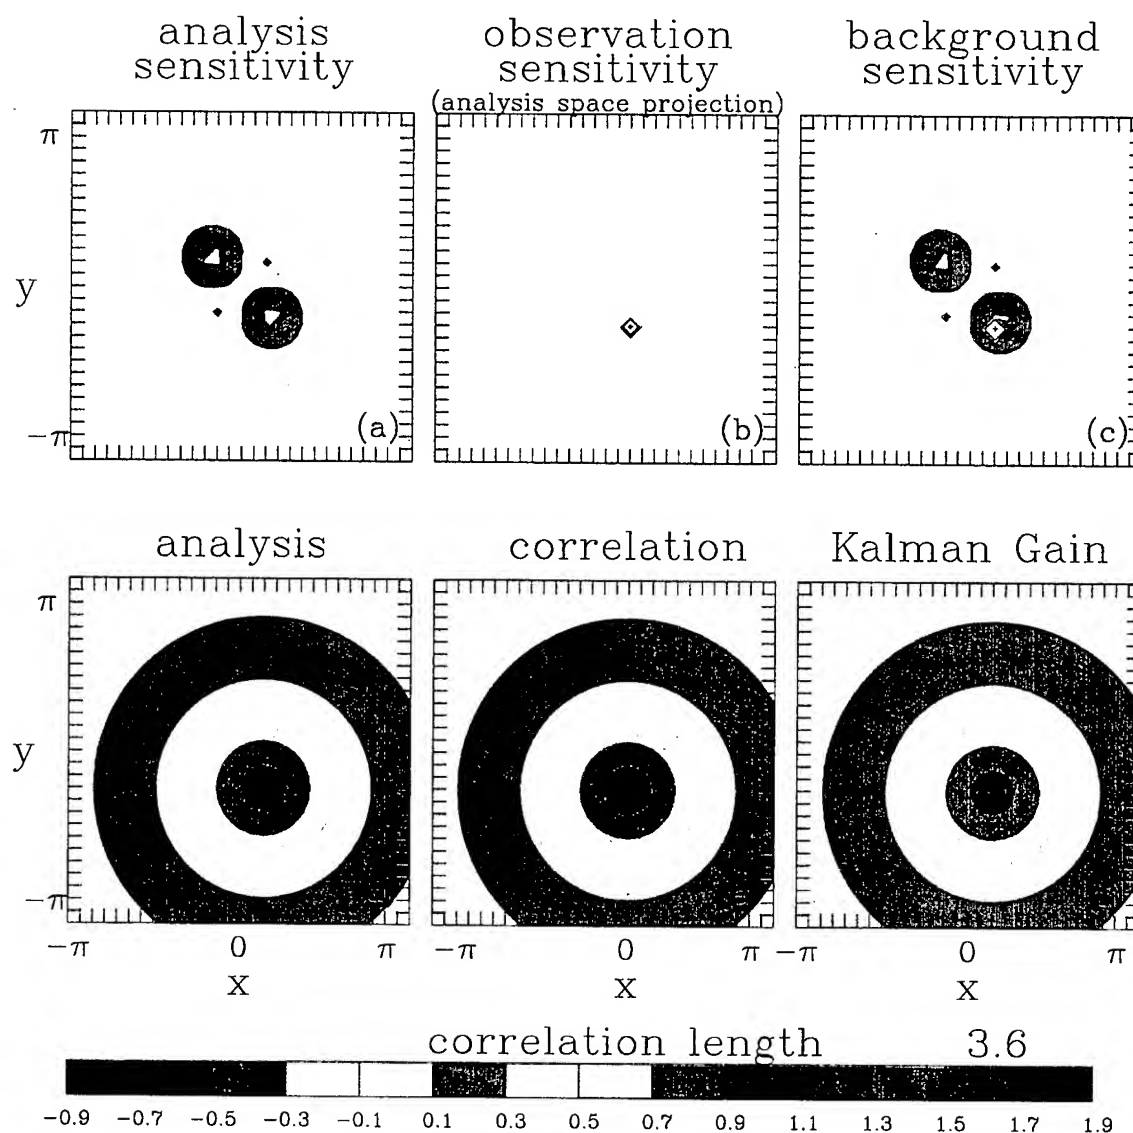 analysis
sensitivity
observation
sensitivity
(analysis space projection)
background
sensitivity
π
y
−π
(a)
(b)
(c)
analysis
correlation
Kalman Gain
π
y
−π
−π 0 π
−π 0 π
−π 0 π
x
x
x
correlation length 3.6
−0.9 −0.7 −0.5 −0.3 −0.1 0.1 0.3 0.5 0.7 0.9 1.1 1.3 1.5 1.7 1.9